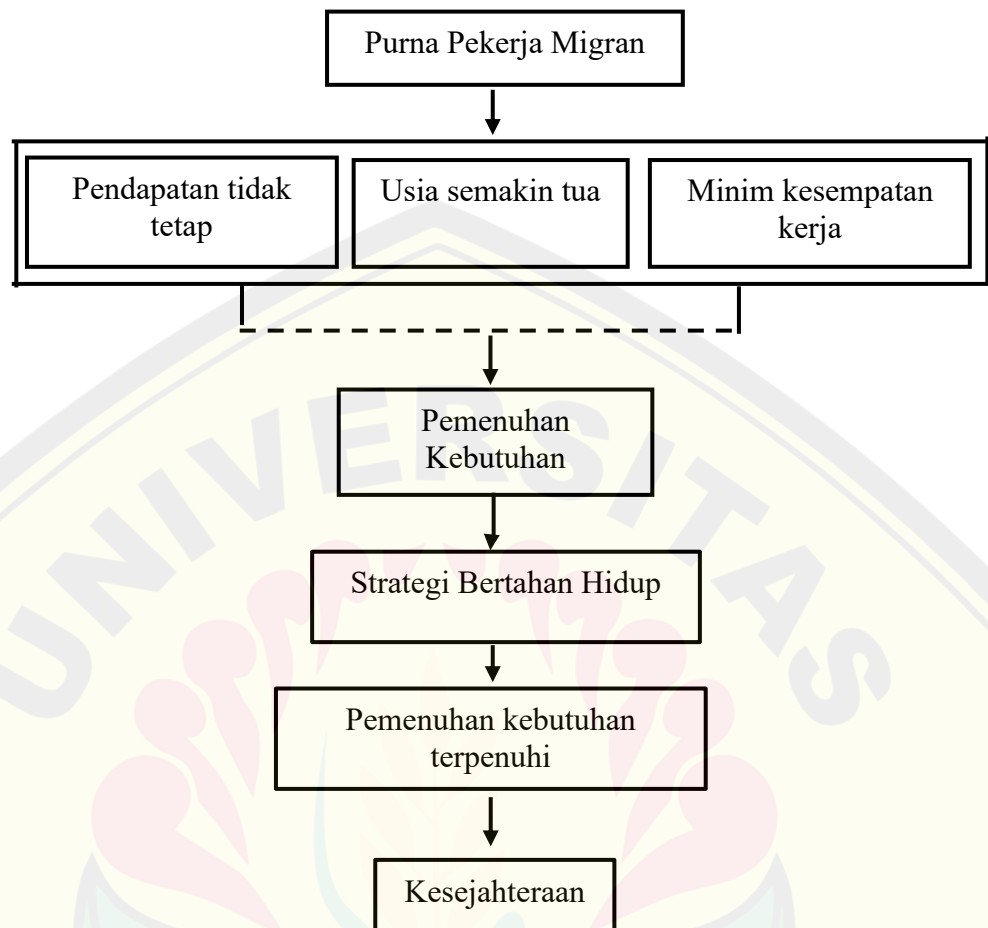 Purna Pekerja Migran
Pendapatan tidak
tetap
Usia semakin tua
Minim kesempatan
kerja
Pemenuhan
Kebutuhan
Strategi Bertahan Hidup
Pemenuhan kebutuhan
terpenuhi
Kesejahteraan
UNIVERSITAS